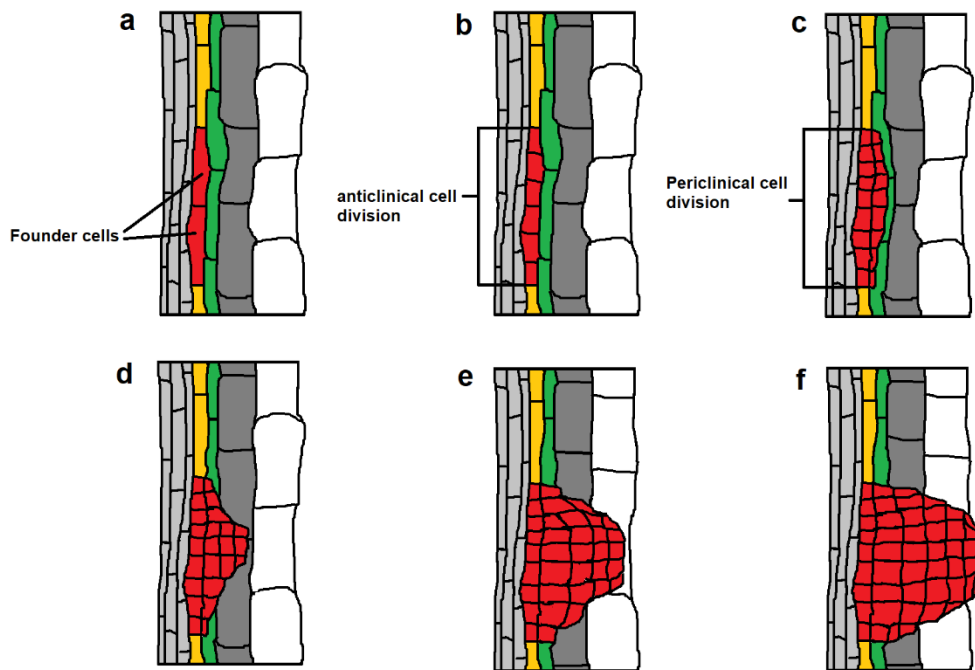 a
b
c
Founder cells
anticlinical cell
division
Periclinical cell
division
d
e
f